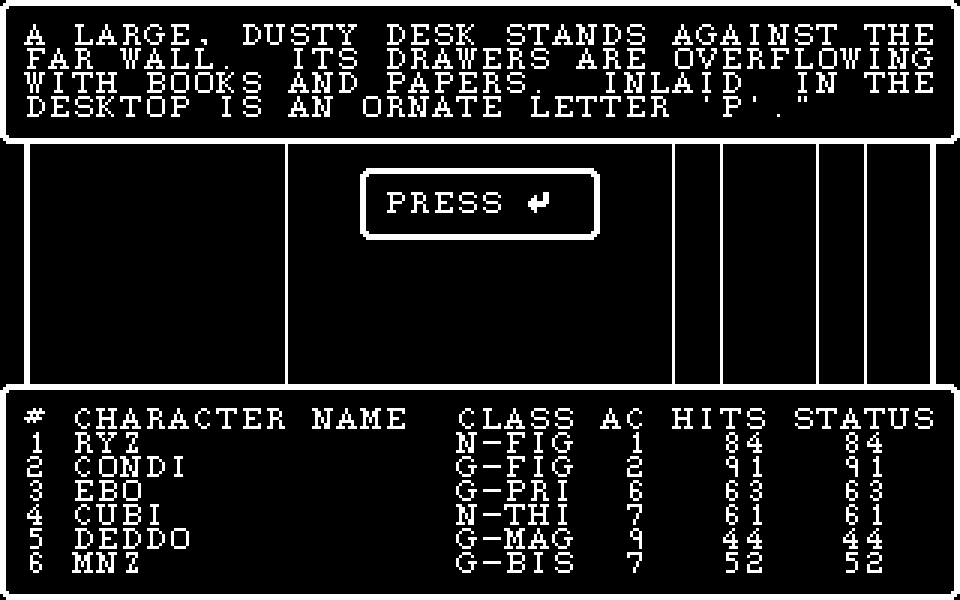 A LARGE, DUSTY DESK STANDS AGAINST THE
FAR WALL.  ITS DRAWERS ARE OVERFLOWING
WITH BOOKS AND PAPERS.  INLAID  IN THE
DESKTOP IS AN ORNATE LETTER 'P'."
PRESS ↵
# CHARACTER NAME  CLASS AC HITS STATUS
1 RYZ N-FIG 1 84 84
2 CONDI G-FIG 2 91 91
3 EBO G-PRI 6 63 63
4 CUBI N-THI 7 61 61
5 DEDDO G-MAG 9 44 44
6 MNZ G-BIS 7 52 52